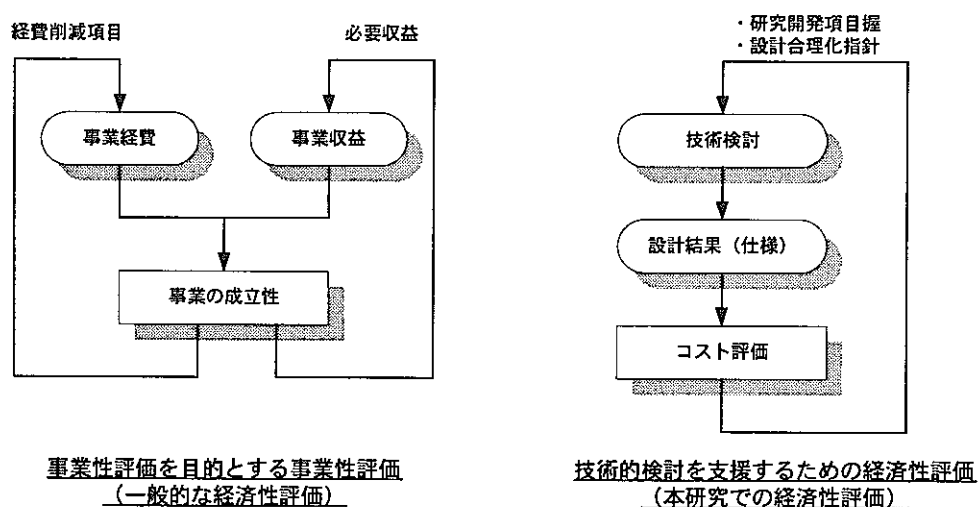 経費削減項目
必要収益
事業経費
事業収益
事業の成立性
事業性評価を目的とする事業性評価
(一般的な経済性評価)
・研究開発項目握
・設計合理化指針
技術検討
設計結果(仕様)
コスト評価
技術的検討を支援するための経済性評価
(本研究での経済性評価)